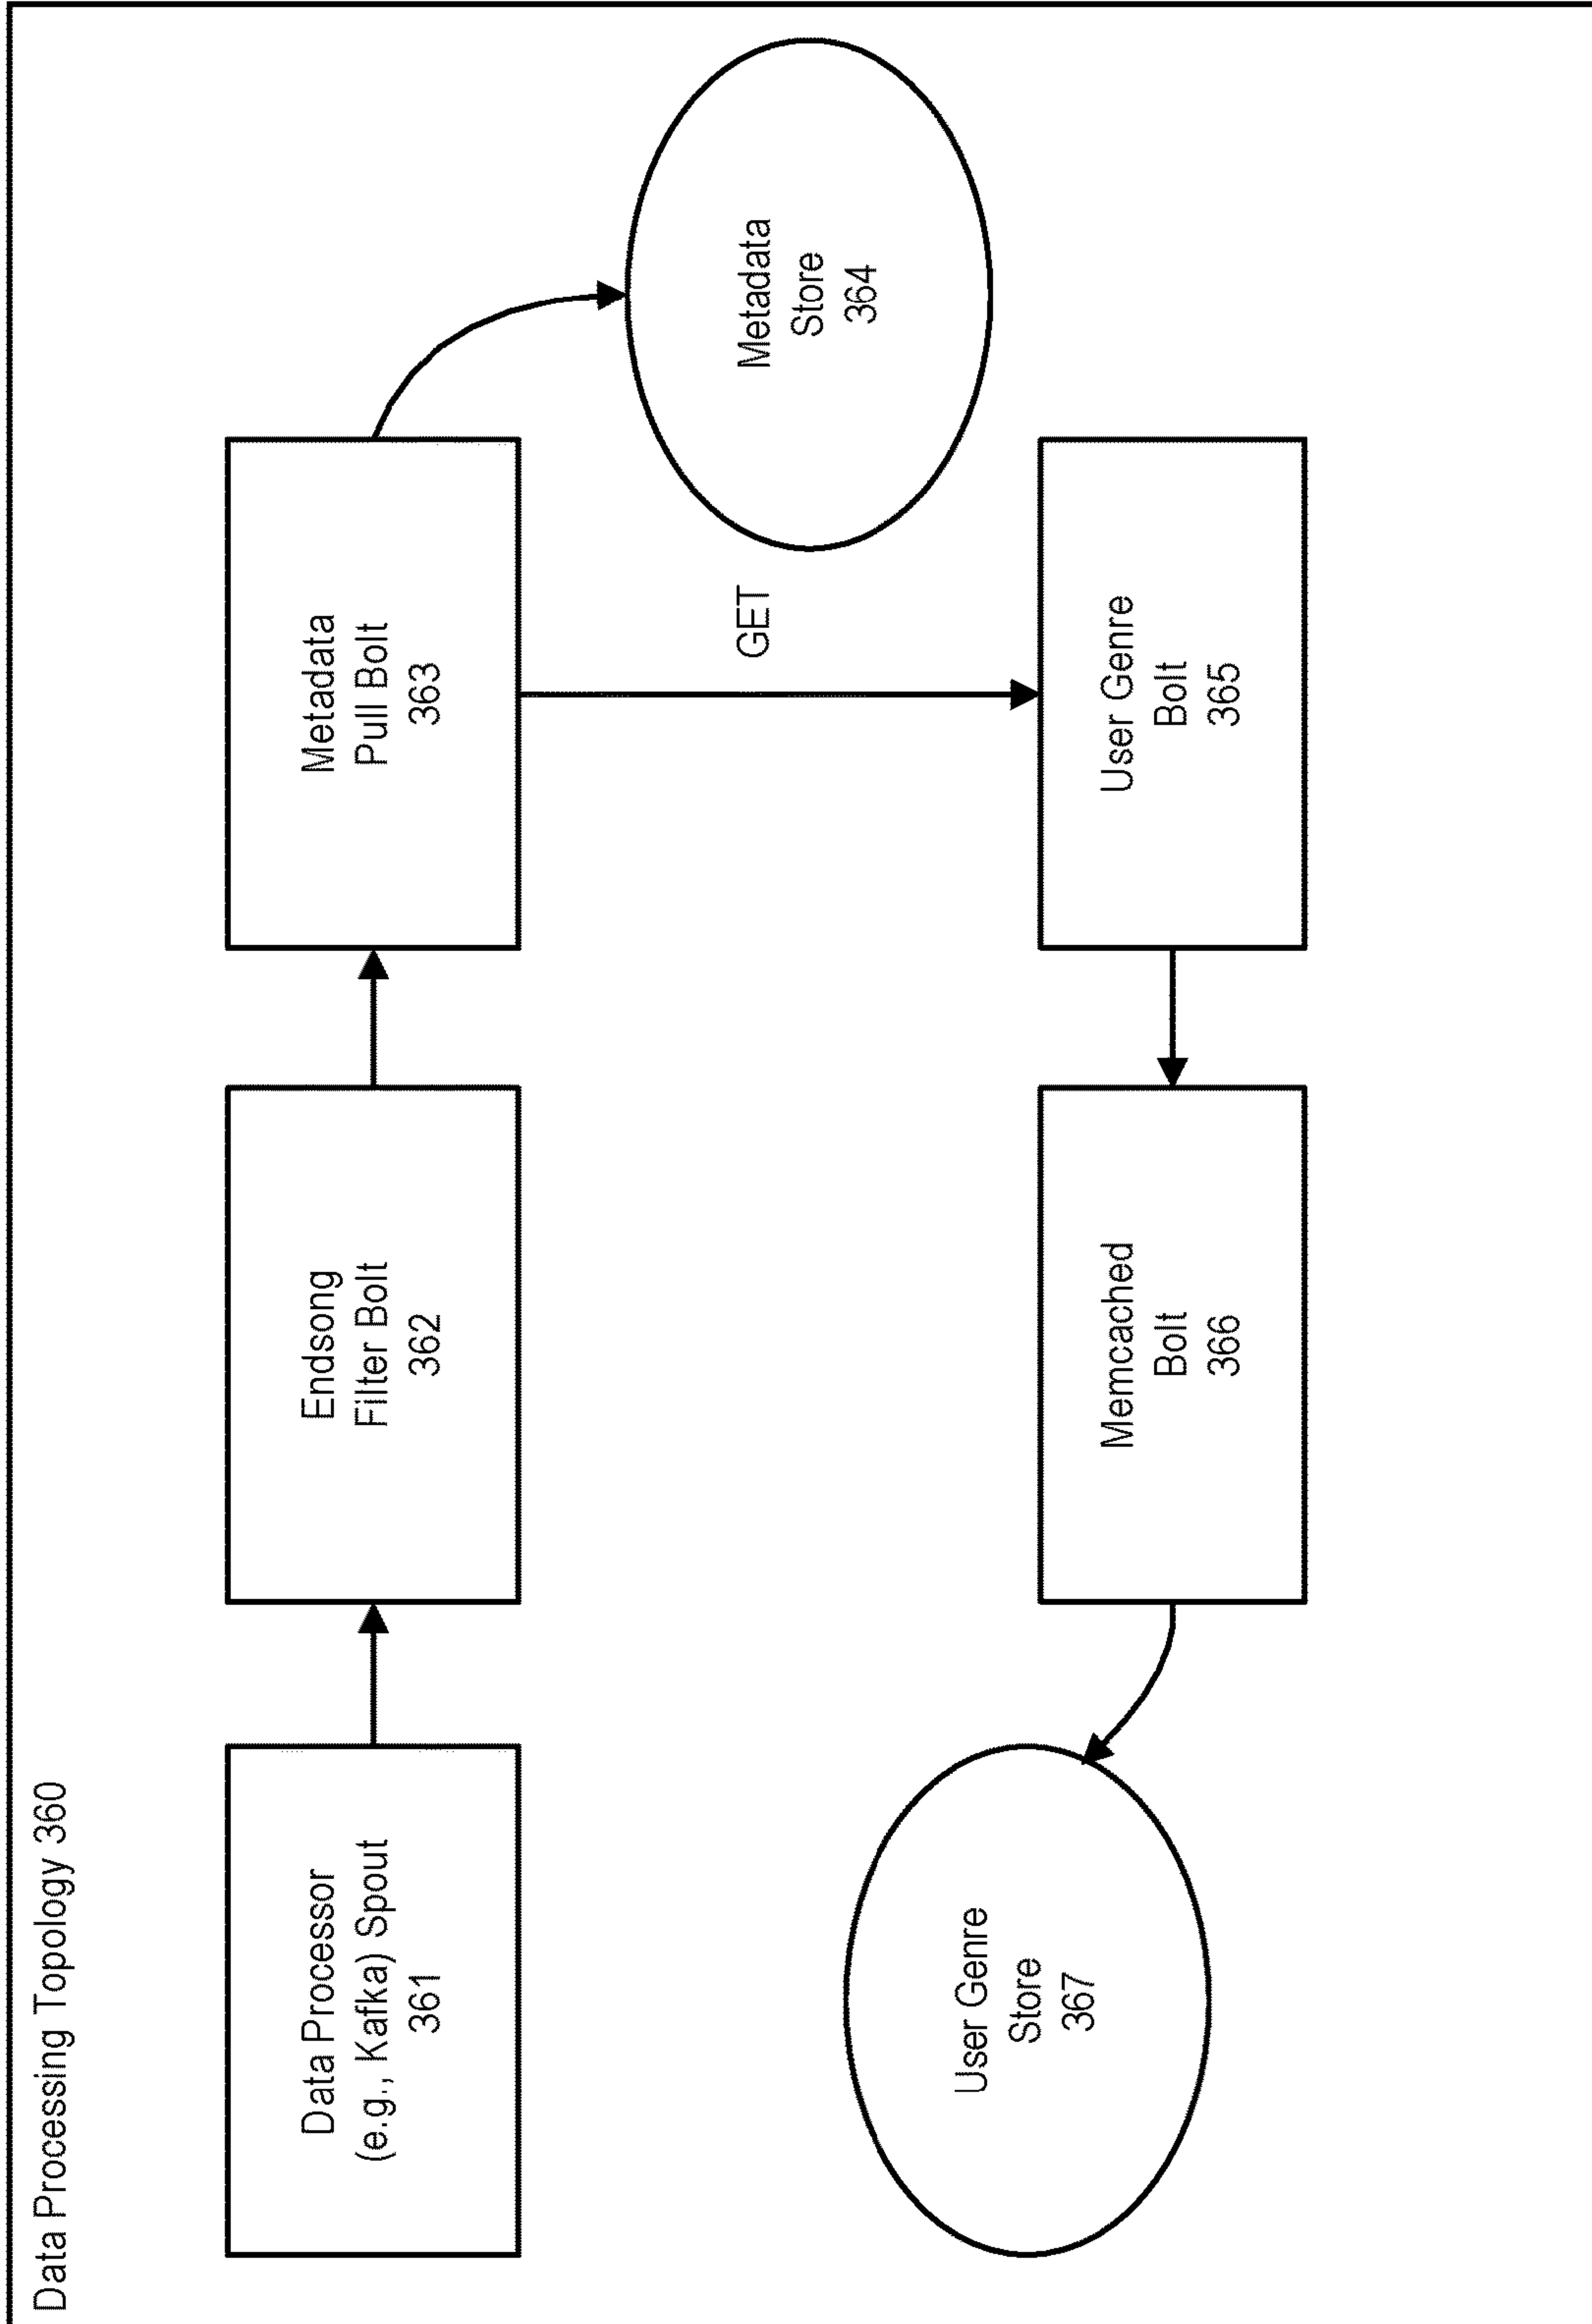 Data Processing Topology 360
Data Processor
(e.g., Kafka) Spout
361
Endsong
Filter Bolt
362
Metadata
Pull Bolt
363
Metadata
Store
364
GET
User Genre
Bolt
365
Memcached
Bolt
366
User Genre
Store
367